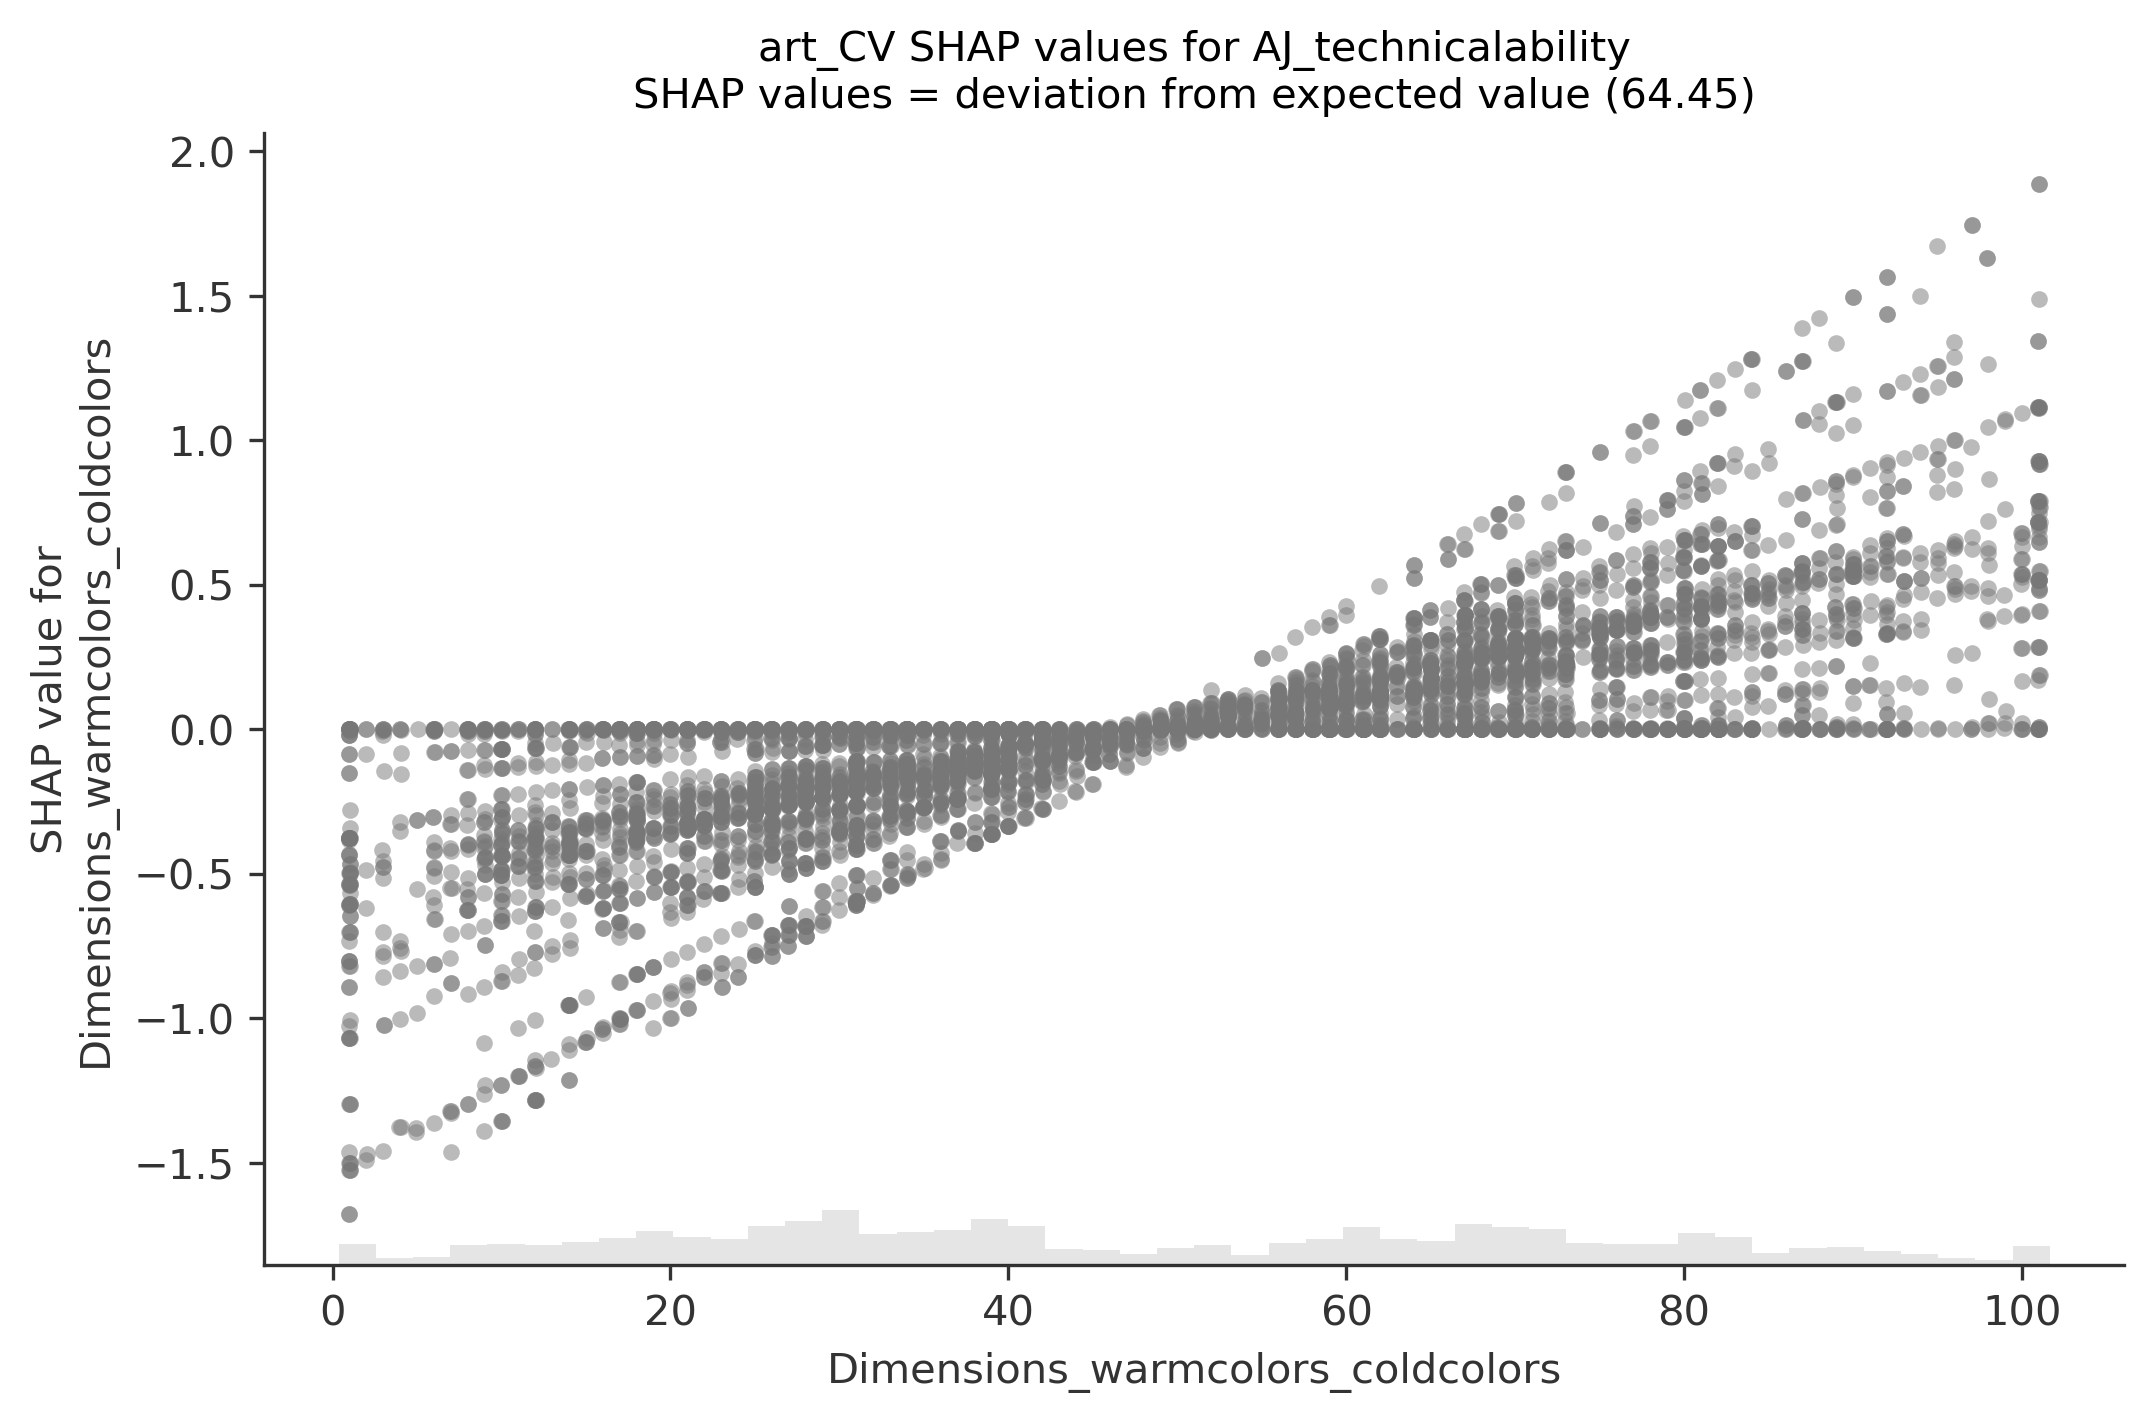 art_CV SHAP values for AJ_technicalability
SHAP values = deviation from expected value (64.45)
2.0
1.5
1.0
0.5
0.0
−0.5
−1.0
−1.5
SHAP value for
Dimensions_warmcolors_coldcolors
0 20 40 60 80 100
Dimensions_warmcolors_coldcolors